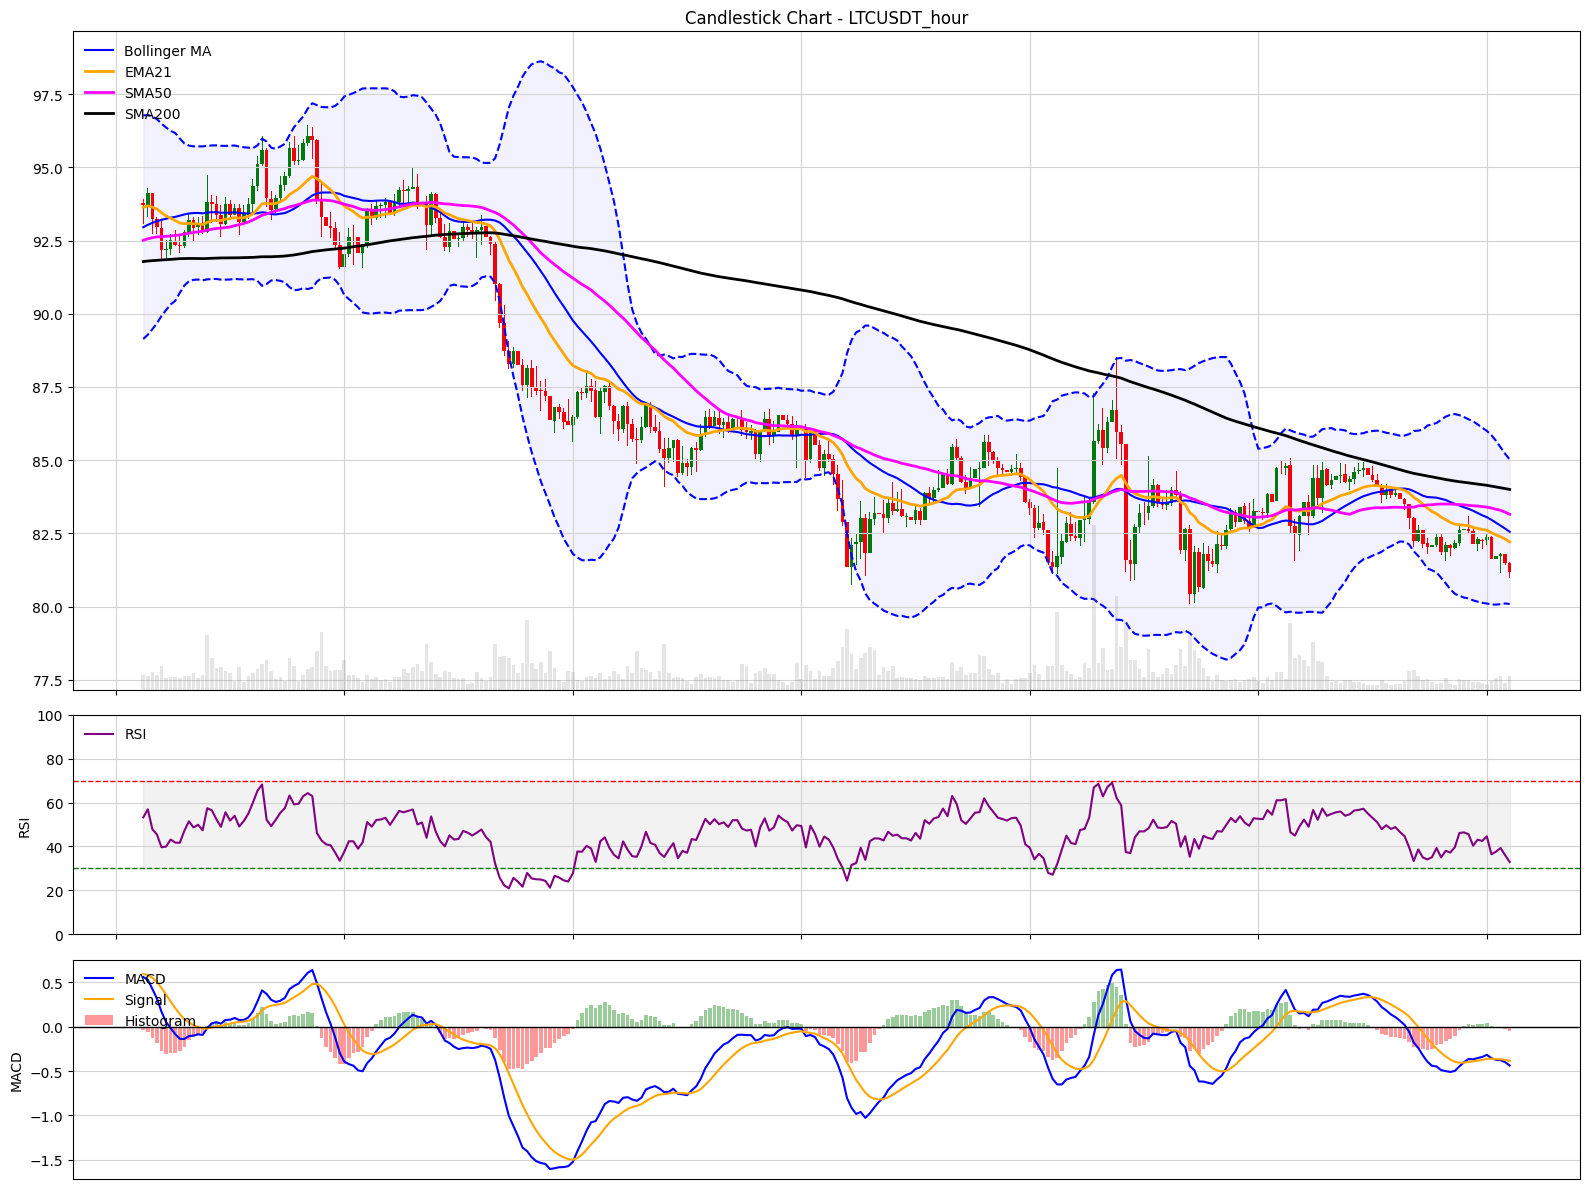 Candlestick Chart - LTCUSDT_hour
Bollinger MA
EMA21
SMA50
SMA200
97.5
95.0
92.5
90.0
87.5
85.0
82.5
80.0
77.5
RSI
100
80
60
40
20
0
RSI
MACD
Signal
Histogram
0.5
0.0
−0.5
−1.0
−1.5
MACD